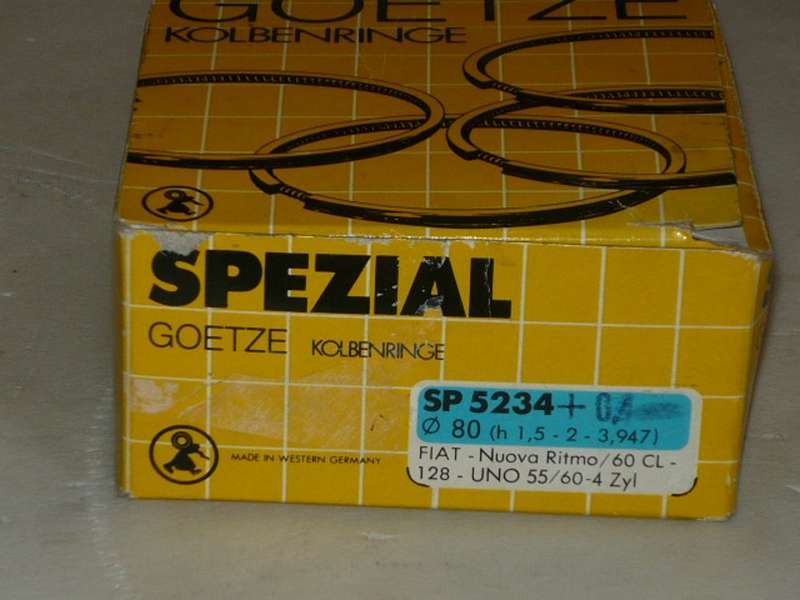 GOETZE
KOLBENRINGE
SPEZIAL
GOETZE KOLBENRINGE
SP 5234 +
Ø 80 (h 1,5 - 2 - 3,947)
MADE IN WESTERN GERMANY
FIAT - Nuova Ritmo/60 CL -
128 - UNO 55/60-4 Zyl